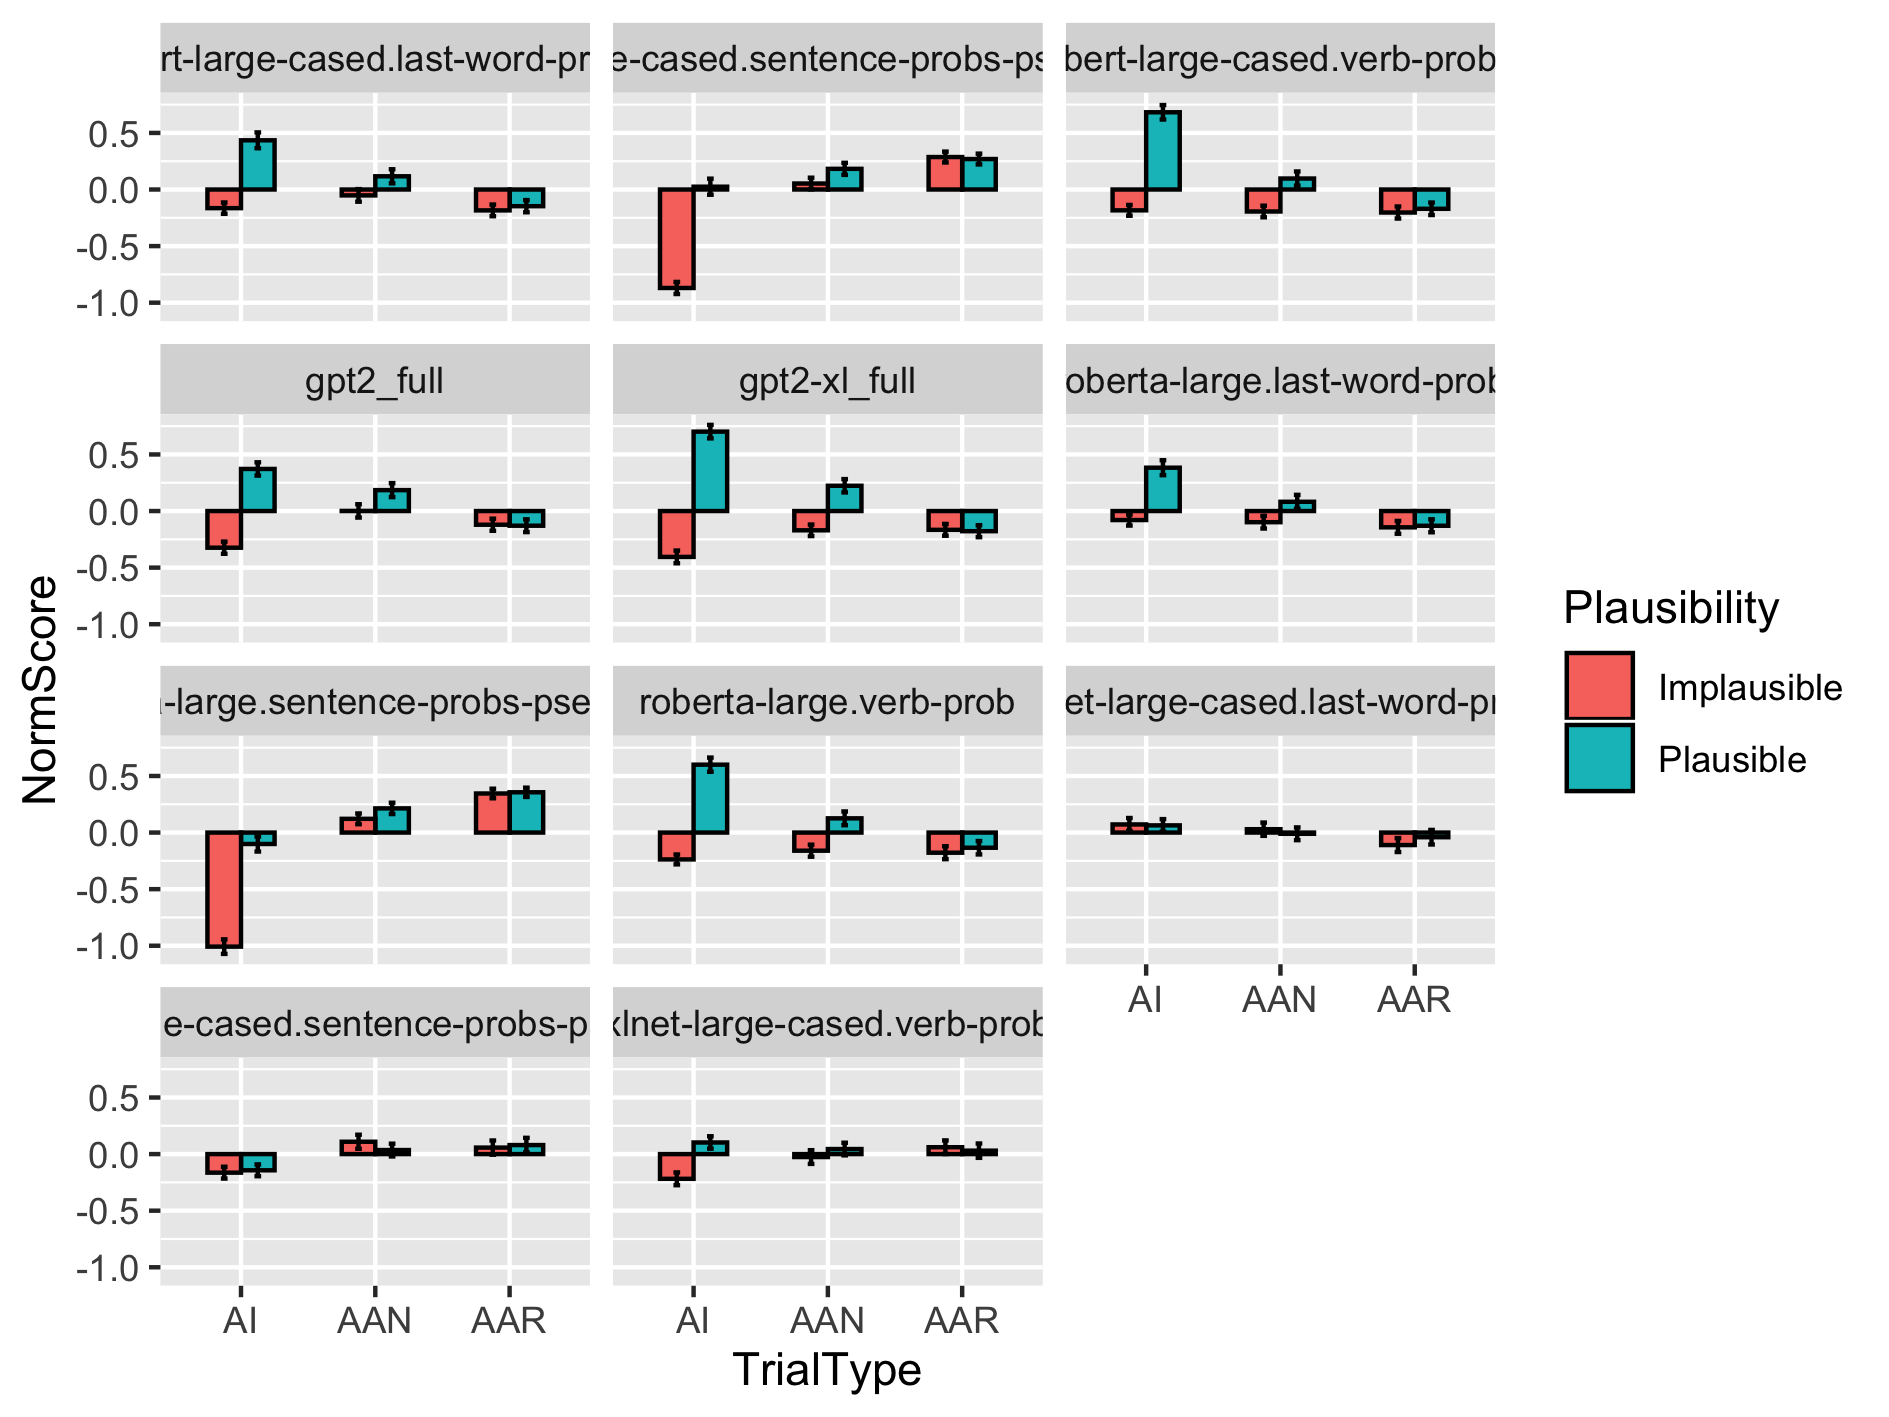 rt-large-cased.last-word-pr
e-cased.sentence-probs-ps
bert-large-cased.verb-prob
0.5
0.0
-0.5
-1.0
gpt2_full
gpt2-xl_full
oberta-large.last-word-prob
0.5
0.0
-0.5
-1.0
-large.sentence-probs-pse
roberta-large.verb-prob
et-large-cased.last-word-pr
0.5
0.0
-0.5
-1.0
AI
AAN
AAR
e-cased.sentence-probs-p
xlnet-large-cased.verb-prob
0.5
0.0
-0.5
-1.0
AI
AAN
AAR
AI
AAN
AAR
TrialType
NormScore
Plausibility
Implausible
Plausible